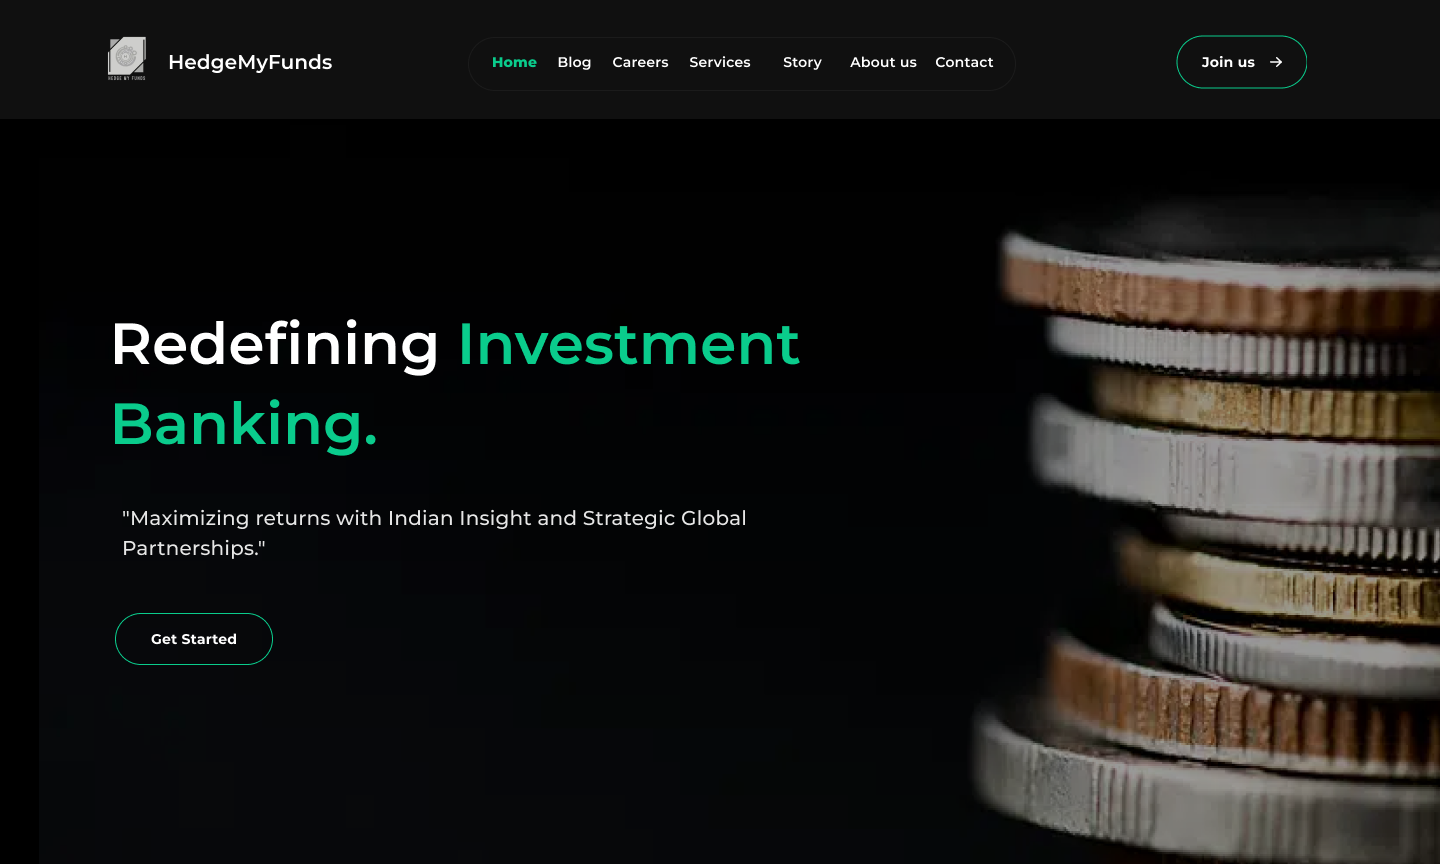 HEDGE MY FUNDS
HedgeMyFunds
Home Blog Careers Services Story About us Contact
Join us →
Redefining Investment
Banking.
"Maximizing returns with Indian Insight and Strategic Global
Partnerships."
Get Started